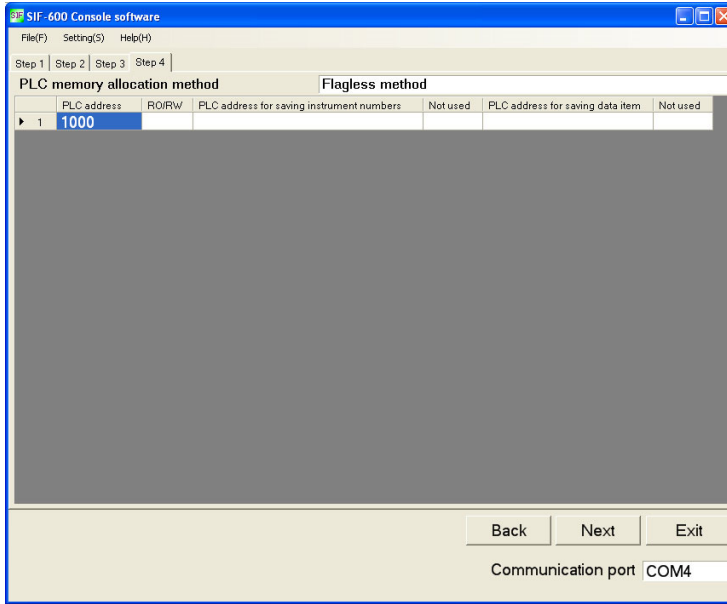 SIF SIF-600 Console software
File(F) Setting(S) Help(H)
Step 1 Step 2 Step 3 Step 4
PLC memory allocation method Flagless method
PLC address RO/RW PLC address for saving instrument numbers Not used PLC address for saving data item Not used
1 1000
Back Next Exit
Communication port COM4